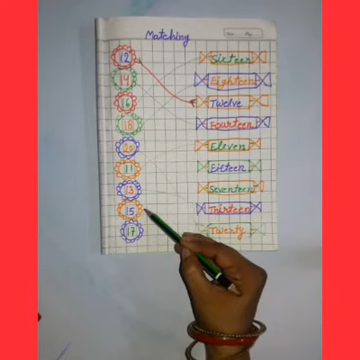 Matching
12 Sixteen
14 Eighteen
16 Twelve
18 Fourteen
20 Eleven
11 Fifteen
13 Seventeen
15 Thirteen
17 Twenty